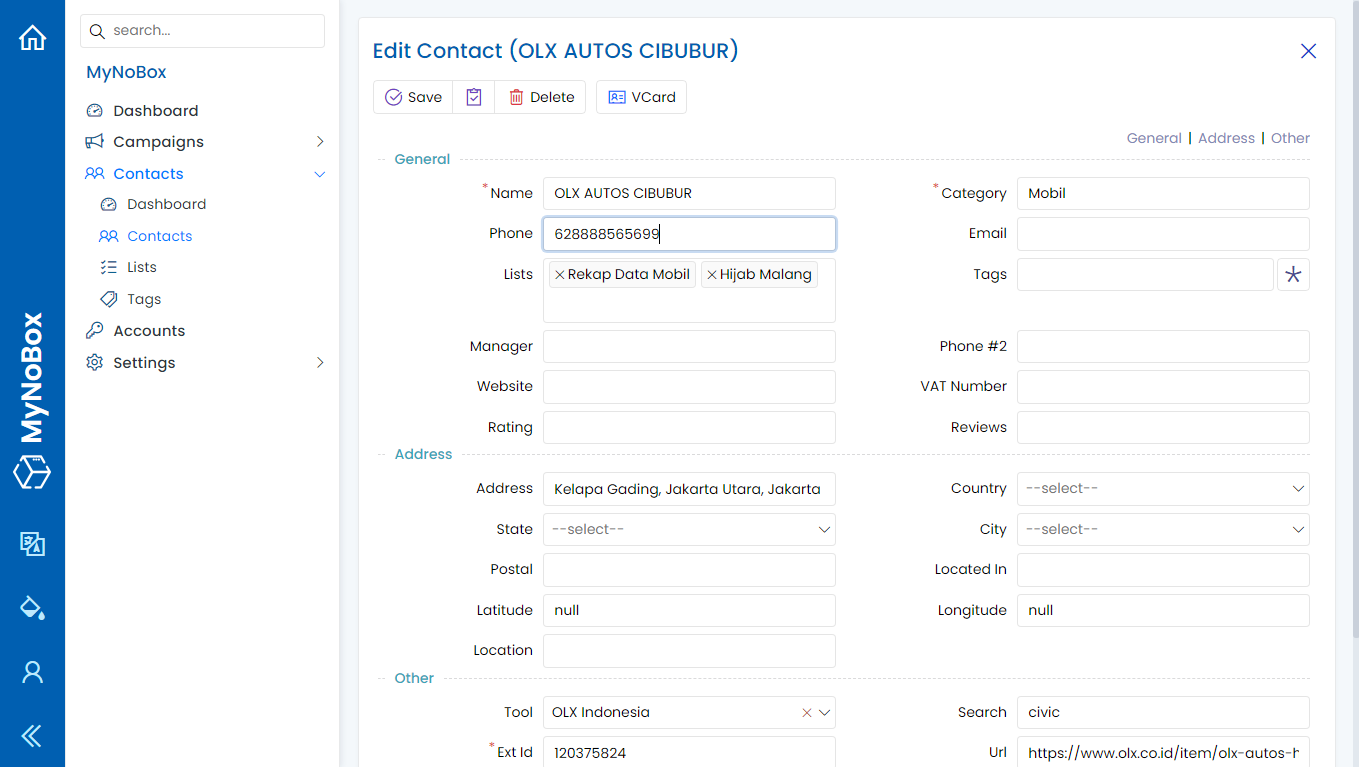 search...
MyNoBox
Dashboard
Campaigns
Contacts
Dashboard
Contacts
Lists
Tags
Accounts
Settings
MyNoBox
Edit Contact (OLX AUTOS CIBUBUR)
Save
Delete
VCard
General | Address | Other
General
*Name OLX AUTOS CIBUBUR
*Category Mobil
Phone 628888565699
Email
Lists Rekap Data Mobil Hijab Malang
Tags
Manager
Phone #2
Website
VAT Number
Rating
Reviews
Address
Address Kelapa Gading, Jakarta Utara, Jakarta
Country --select--
State --select--
City --select--
Postal
Located In
Latitude null
Longitude null
Location
Other
Tool OLX Indonesia
Search civic
*Ext Id 120375824
Url https://www.olx.co.id/item/olx-autos-h